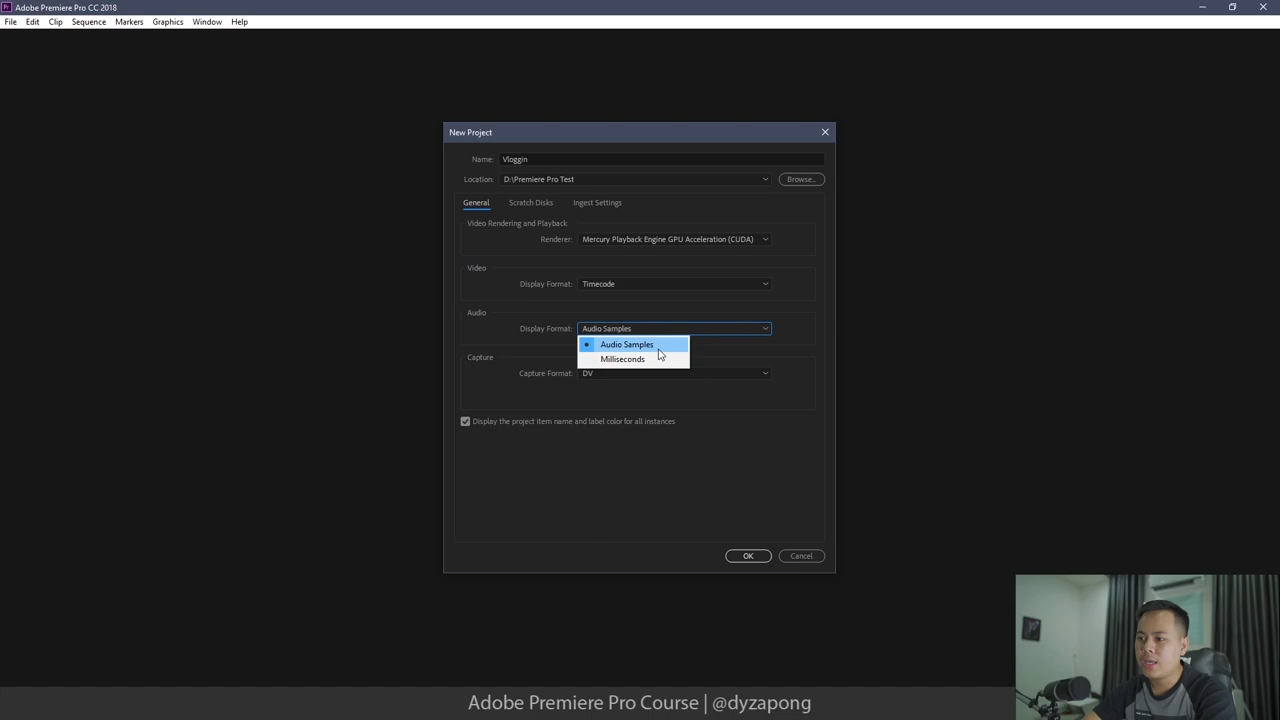 Pr Adobe Premiere Pro CC 2018
File Edit Clip Sequence Markers Graphics Window Help
New Project
Name: Vloggin
Location: D:\Premiere Pro Test Browse...
General Scratch Disks Ingest Settings
Video Rendering and Playback
Renderer: Mercury Playback Engine GPU Acceleration (CUDA)
Video
Display Format: Timecode
Audio
Display Format: Audio Samples
Audio Samples
Milliseconds
Capture
Capture Format: DV
Display the project item name and label color for all instances
OK Cancel
Adobe Premiere Pro Course | @dyzapong